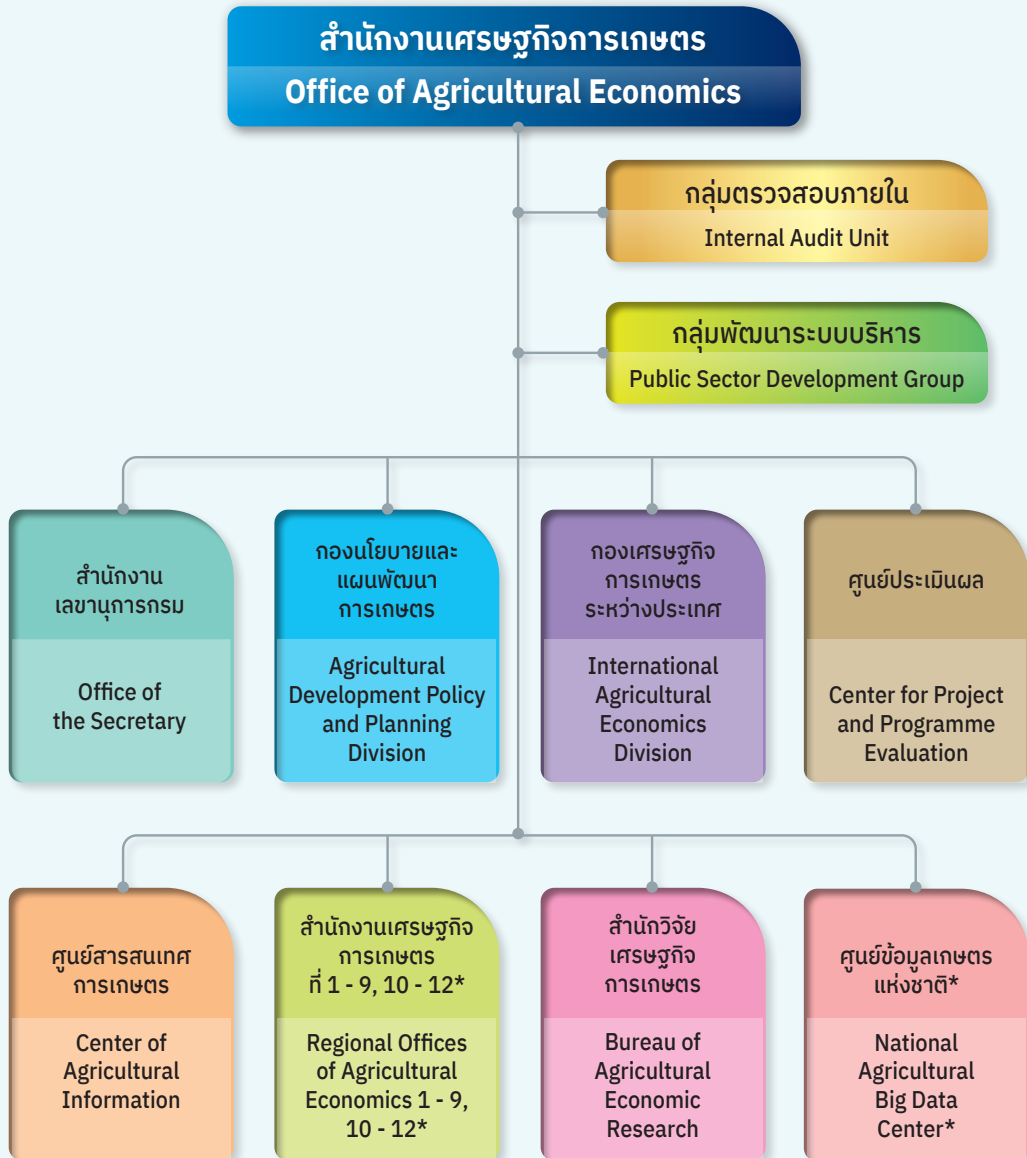 สำนักงานเศรษฐกิจการเกษตร
Office of Agricultural Economics
กลุ่มตรวจสอบภายใน
Internal Audit Unit
กลุ่มพัฒนาระบบบริหาร
Public Sector Development Group
สำนักงาน
เลขานุการกรม
Office of
the Secretary
กองนโยบายและ
แผนพัฒนา
การเกษตร
Agricultural
Development Policy
and Planning
Division
กองเศรษฐกิจ
การเกษตร
ระหว่างประเทศ
International
Agricultural
Economics
Division
ศูนย์ประเมินผล
Center for Project
and Programme
Evaluation
ศูนย์สารสนเทศ
การเกษตร
Center of
Agricultural
Information
สำนักงานเศรษฐกิจ
การเกษตร
ที่ 1 - 9, 10 - 12*
Regional Offices
of Agricultural
Economics 1 - 9,
10 - 12*
สำนักวิจัย
เศรษฐกิจ
การเกษตร
Bureau of
Agricultural
Economic
Research
ศูนย์ข้อมูลเกษตร
แห่งชาติ*
National
Agricultural
Big Data
Center*